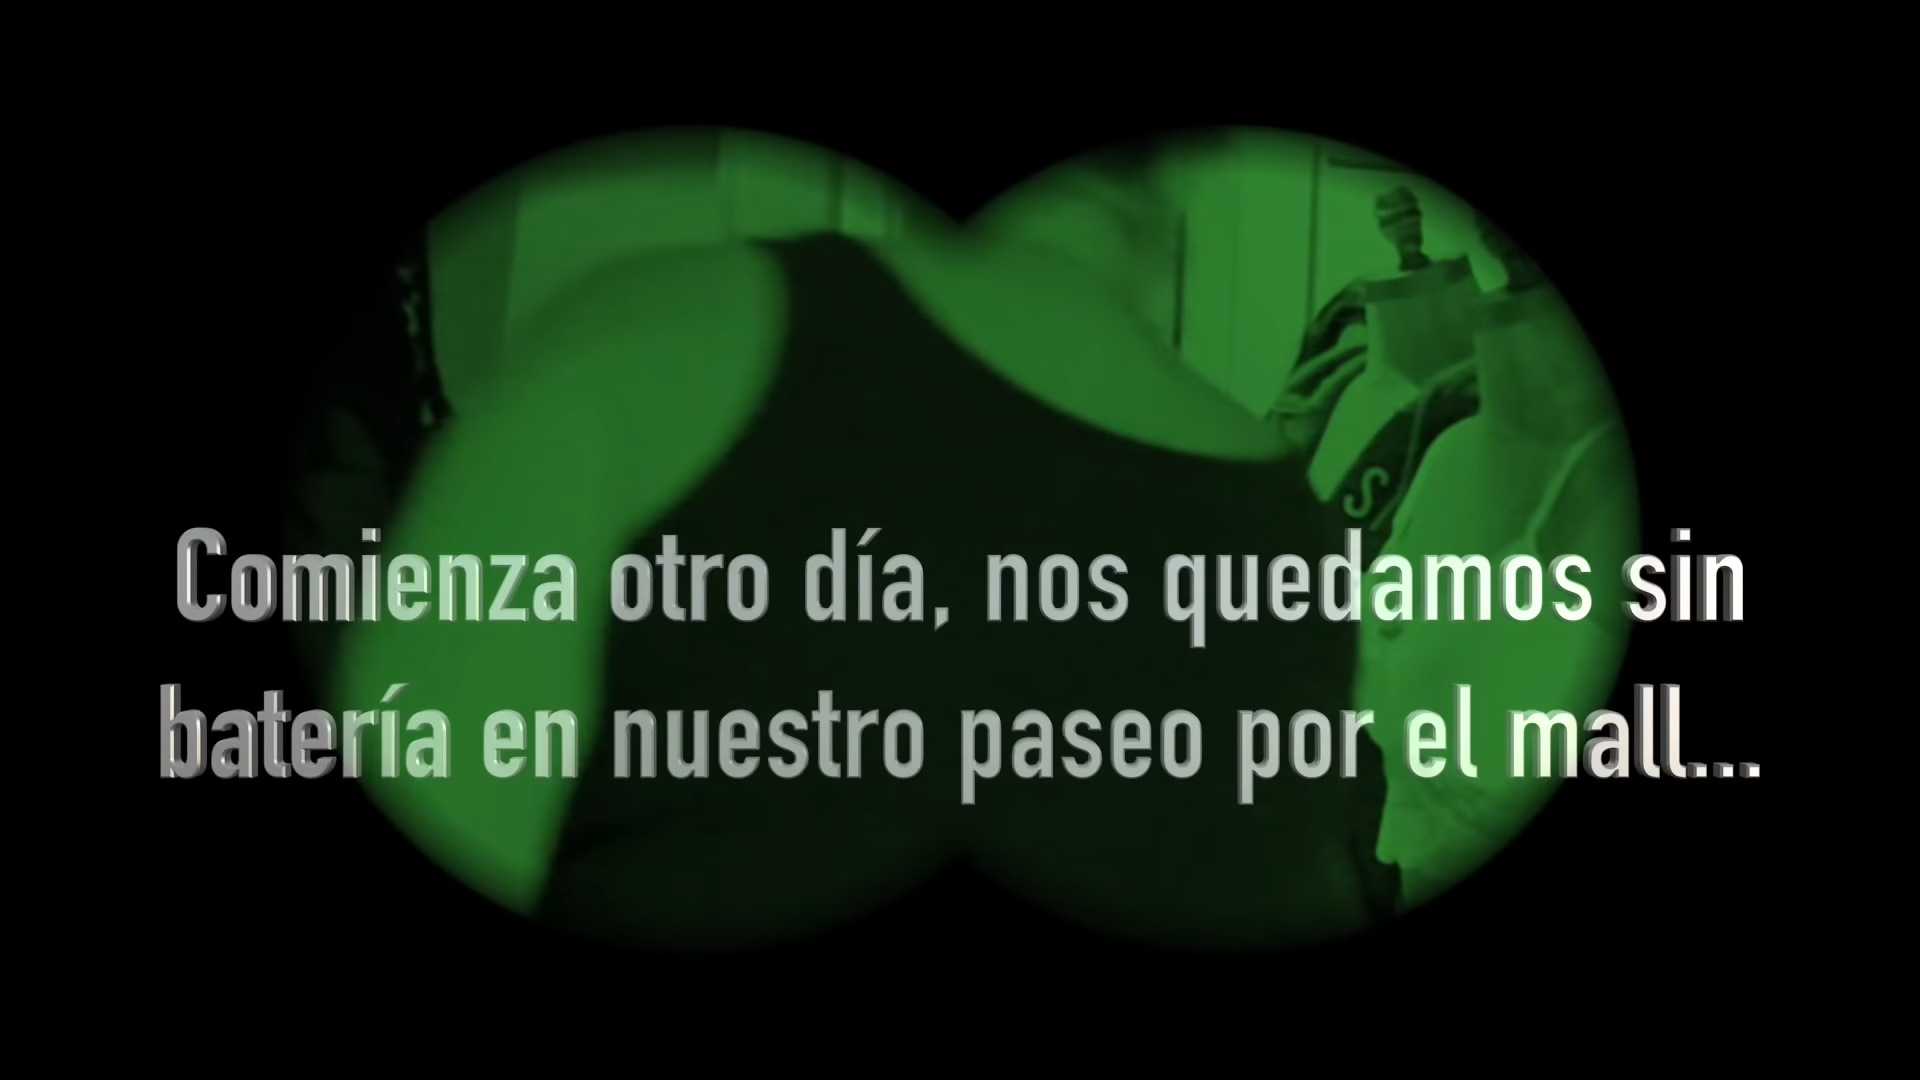 Comienza otro día, nos quedamos sin
batería en nuestro paseo por el mall...